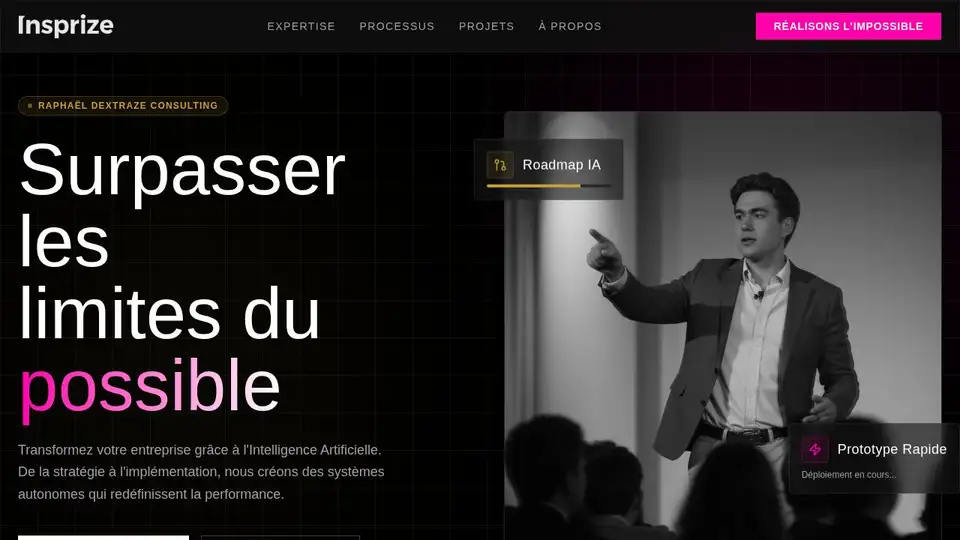 Insprize
EXPERTISE
PROCESSUS
PROJETS
À PROPOS
RÉALISONS L'IMPOSSIBLE
RAPHAËL DEXTRAZE CONSULTING
Surpasser
les
limites du
possible
Transformez votre entreprise grâce à l'Intelligence Artificielle.
De la stratégie à l'implémentation, nous créons des systèmes
autonomes qui redéfinissent la performance.
Roadmap IA
Prototype Rapide
Déploiement en cours...